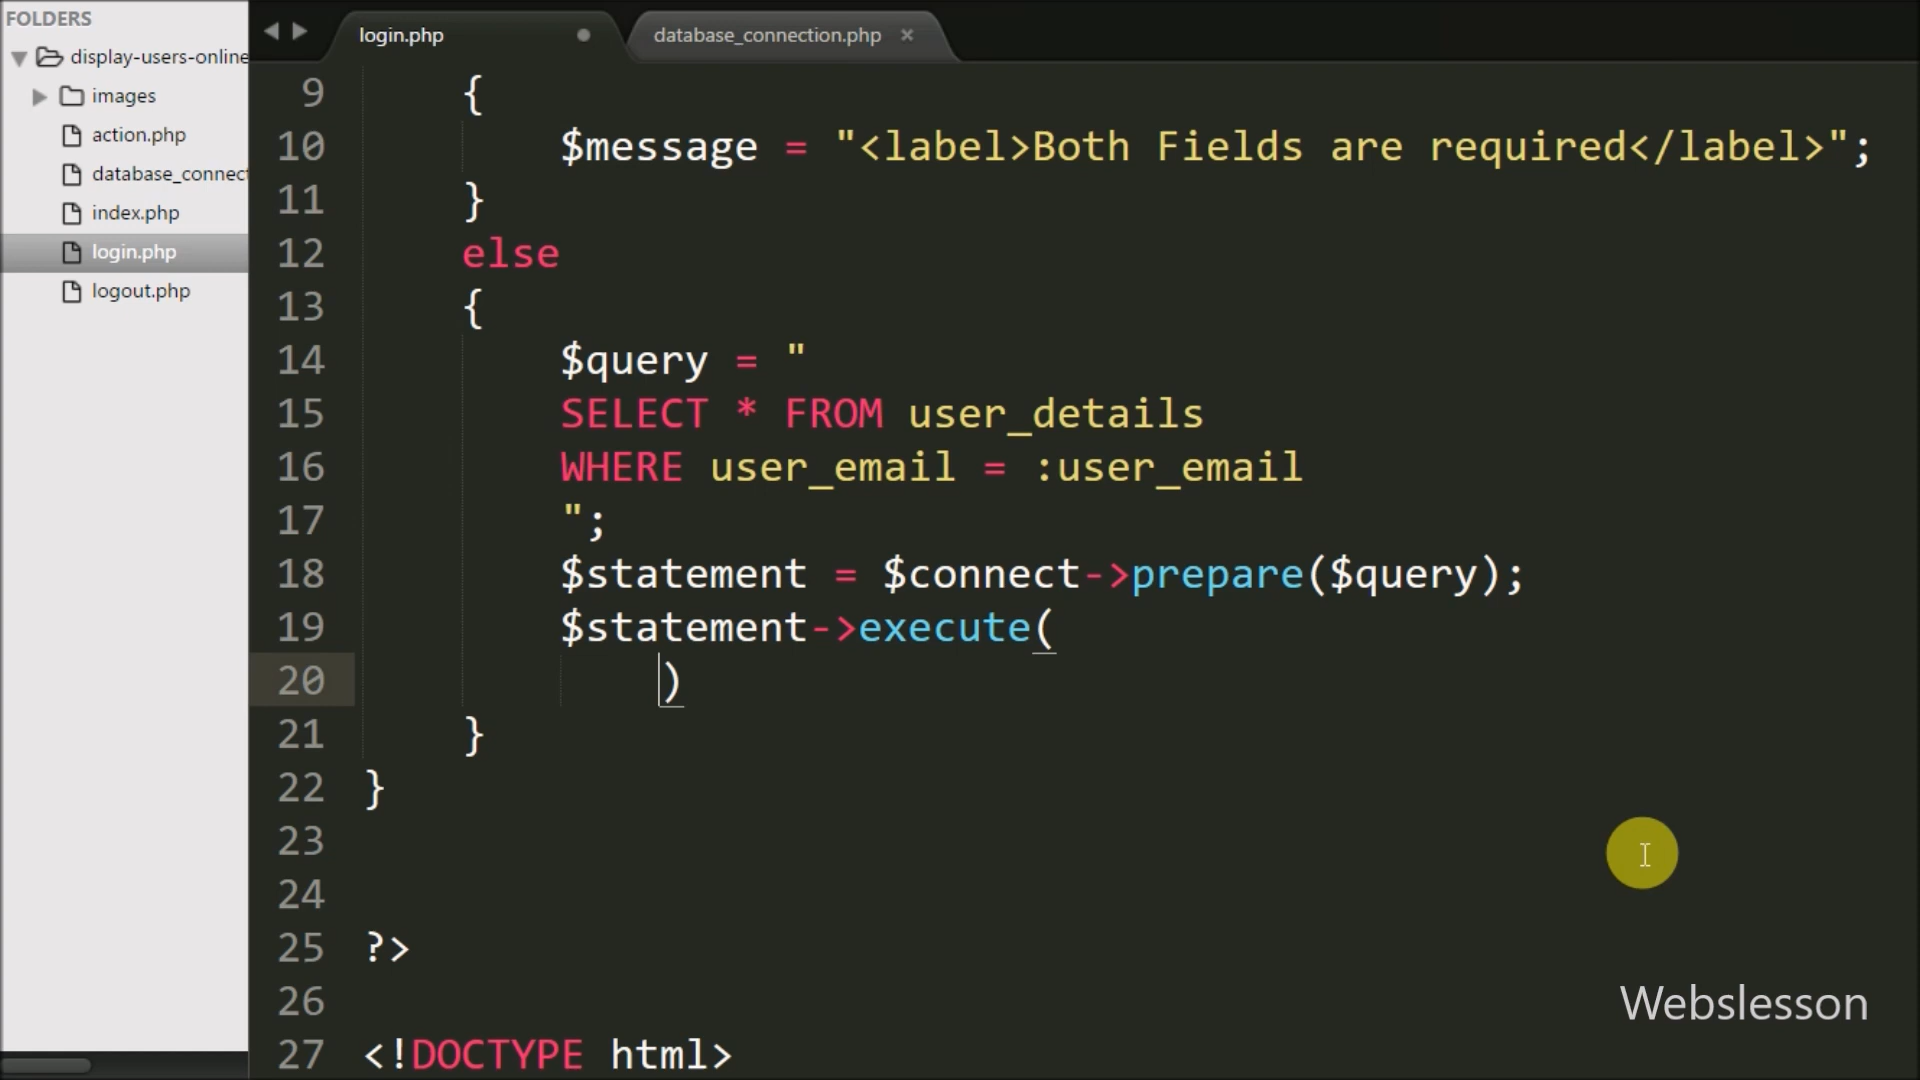 FOLDERS
display-users-online
images
action.php
database_connect
index.php
login.php
logout.php
login.php
database_connection.php
9 {
10 $message = "<label>Both Fields are required</label>";
11 }
12 else
13 {
14 $query = "
15 SELECT * FROM user_details
16 WHERE user_email = :user_email
17 ";
18 $statement = $connect->prepare($query);
19 $statement->execute(
20 )
21 }
22 }
23
24
25 ?>
26
27 <!DOCTYPE html>
Webslesson